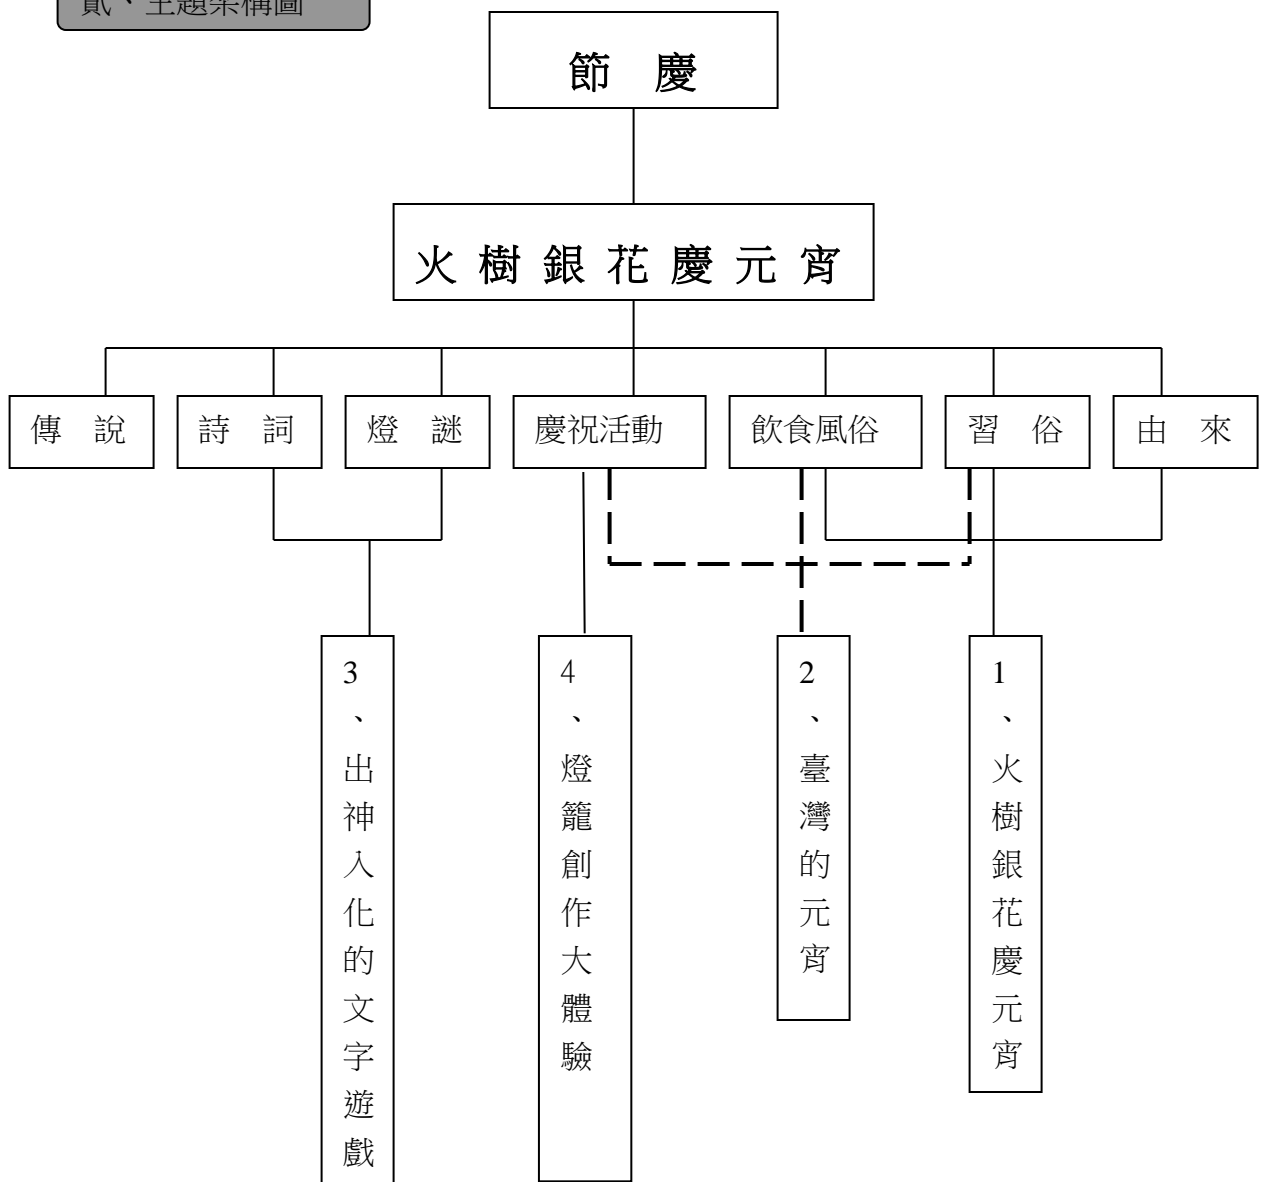 貳、主題架構圖
節 慶
火樹銀花慶元宵
傳 說
詩 詞
燈 謎
慶祝活動
飲食風俗
習 俗
由 來
3、出神入化的文字遊戲
4、燈籠創作大體驗
2、臺灣的元宵
1、火樹銀花慶元宵